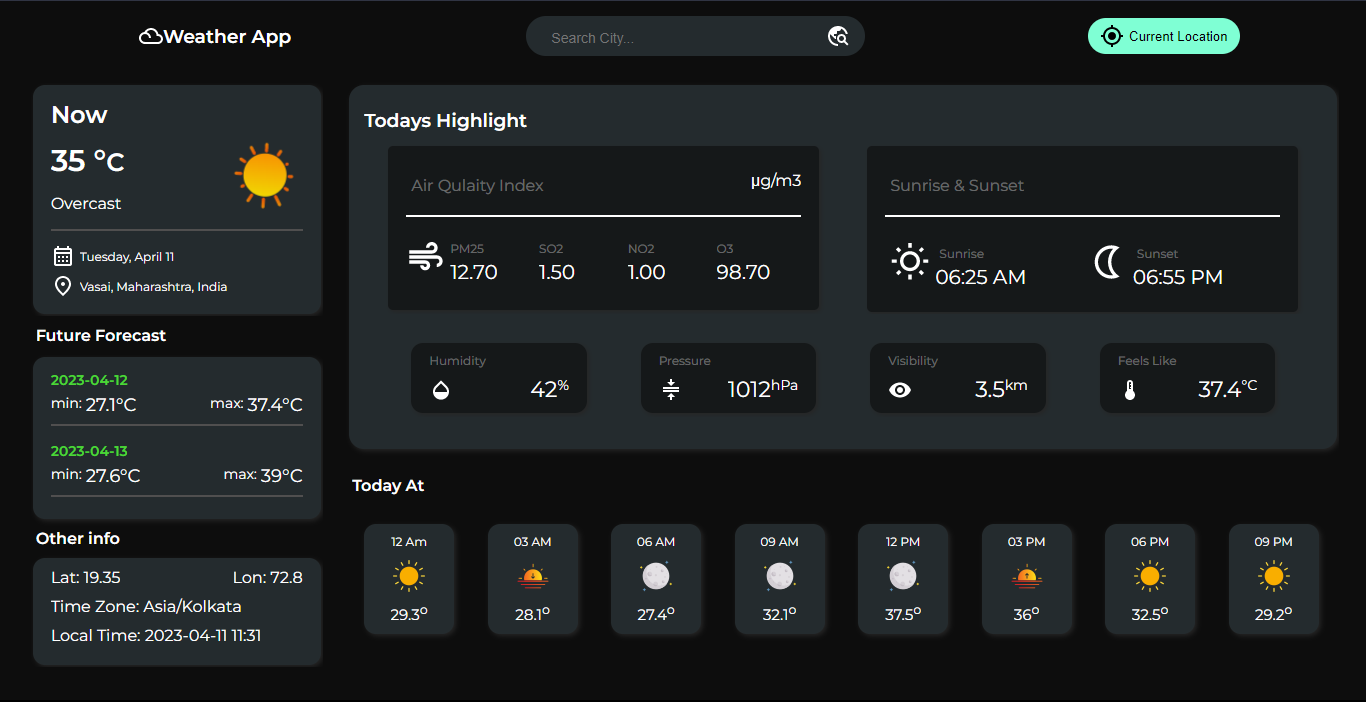 Weather App
Search City...
Current Location
Now
35 °C
Overcast
Tuesday, April 11
Vasai, Maharashtra, India
Future Forecast
2023-04-12
min: 27.1°C max: 37.4°C
2023-04-13
min: 27.6°C max: 39°C
Other info
Lat: 19.35 Lon: 72.8
Time Zone: Asia/Kolkata
Local Time: 2023-04-11 11:31
Todays Highlight
Air Qulaity Index µg/m3
PM25 SO2 NO2 O3
12.70 1.50 1.00 98.70
Sunrise & Sunset
Sunrise Sunset
06:25 AM 06:55 PM
Humidity
42%
Pressure
1012hPa
Visibility
3.5km
Feels Like
37.4°C
Today At
12 Am 03 AM 06 AM 09 AM 12 PM 03 PM 06 PM 09 PM
29.3° 28.1° 27.4° 32.1° 37.5° 36° 32.5° 29.2°